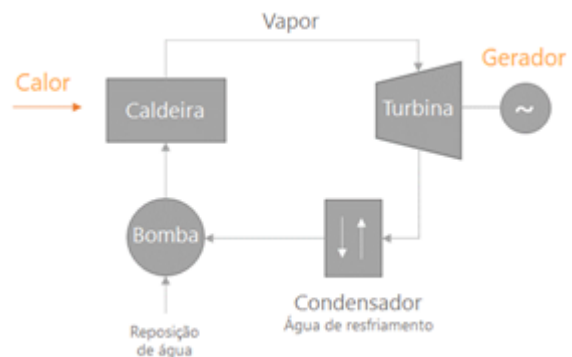 Vapor
Calor
Gerador
Caldeira
Turbina
~
Bomba
Condensador
Água de resfriamento
Reposição
de água